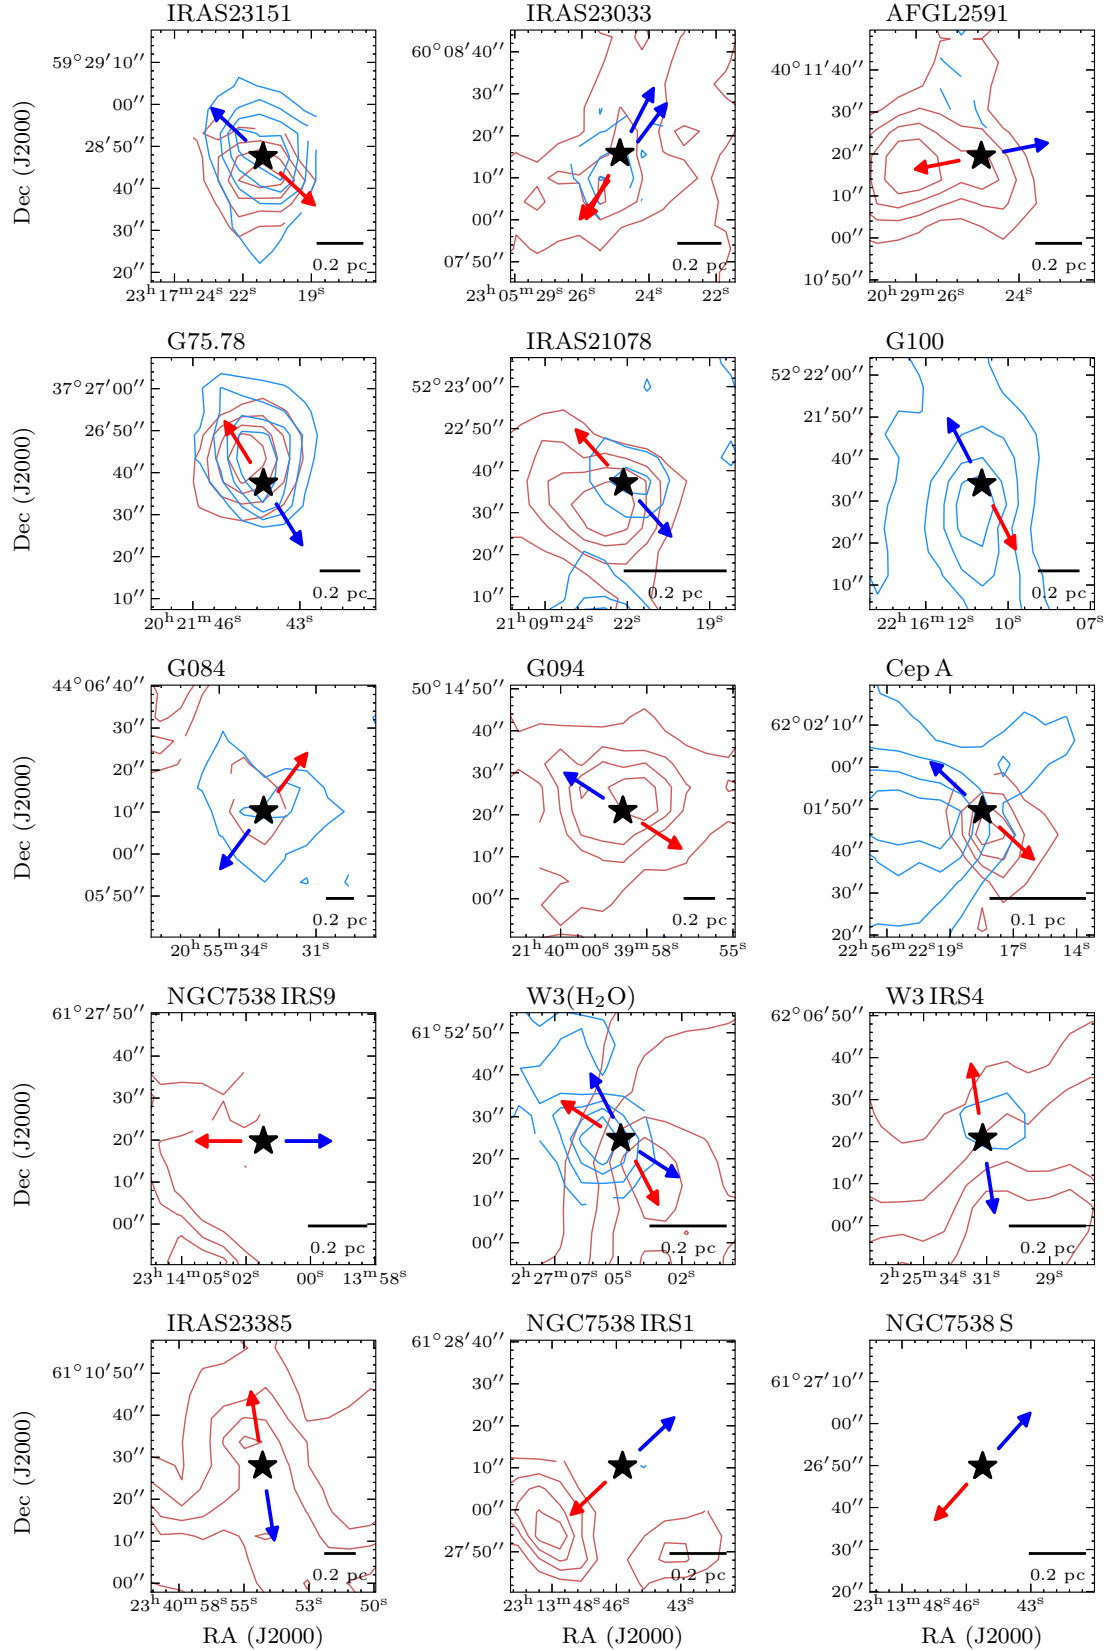 IRAS23151
IRAS23033
AFGL2591
Dec (J2000)
59°29′10″
00″
28′50″
40″
30″
20″
0.2 pc
23ʰ17ᵐ24ˢ 22ˢ 19ˢ
60°08′40″
30″
20″
10″
00″
07′50″
0.2 pc
23ʰ05ᵐ29ˢ 26ˢ 24ˢ 22ˢ
40°11′40″
30″
20″
10″
00″
10′50″
0.2 pc
20ʰ29ᵐ26ˢ 24ˢ
G75.78
IRAS21078
G100
Dec (J2000)
37°27′00″
26′50″
40″
30″
20″
10″
0.2 pc
20ʰ21ᵐ46ˢ 43ˢ
52°23′00″
22′50″
40″
30″
20″
10″
0.2 pc
21ʰ09ᵐ24ˢ 22ˢ 19ˢ
52°22′00″
21′50″
40″
30″
20″
10″
0.2 pc
22ʰ16ᵐ12ˢ 10ˢ 07ˢ
G084
G094
Cep A
Dec (J2000)
44°06′40″
30″
20″
10″
00″
05′50″
0.2 pc
20ʰ55ᵐ34ˢ 31ˢ
50°14′50″
40″
30″
20″
10″
00″
0.2 pc
21ʰ40ᵐ00ˢ 39ᵐ58ˢ 55ˢ
62°02′10″
00″
01′50″
40″
30″
20″
0.1 pc
22ʰ56ᵐ22ˢ 19ˢ 17ˢ 14ˢ
NGC7538 IRS9
W3(H₂O)
W3 IRS4
Dec (J2000)
61°27′50″
40″
30″
20″
10″
00″
0.2 pc
23ʰ14ᵐ05ˢ 02ˢ 00ˢ 13ᵐ58ˢ
61°52′50″
40″
30″
20″
10″
00″
0.2 pc
2ʰ27ᵐ07ˢ 05ˢ 02ˢ
62°06′50″
40″
30″
20″
10″
00″
0.2 pc
2ʰ25ᵐ34ˢ 31ˢ 29ˢ
IRAS23385
NGC7538 IRS1
NGC7538 S
Dec (J2000)
61°10′50″
40″
30″
20″
10″
00″
0.2 pc
23ʰ40ᵐ58ˢ 55ˢ 53ˢ 50ˢ
RA (J2000)
61°28′40″
30″
20″
10″
00″
27′50″
0.2 pc
23ʰ13ᵐ48ˢ 46ˢ 43ˢ
RA (J2000)
61°27′10″
00″
26′50″
40″
30″
20″
0.2 pc
23ʰ13ᵐ48ˢ 46ˢ 43ˢ
RA (J2000)